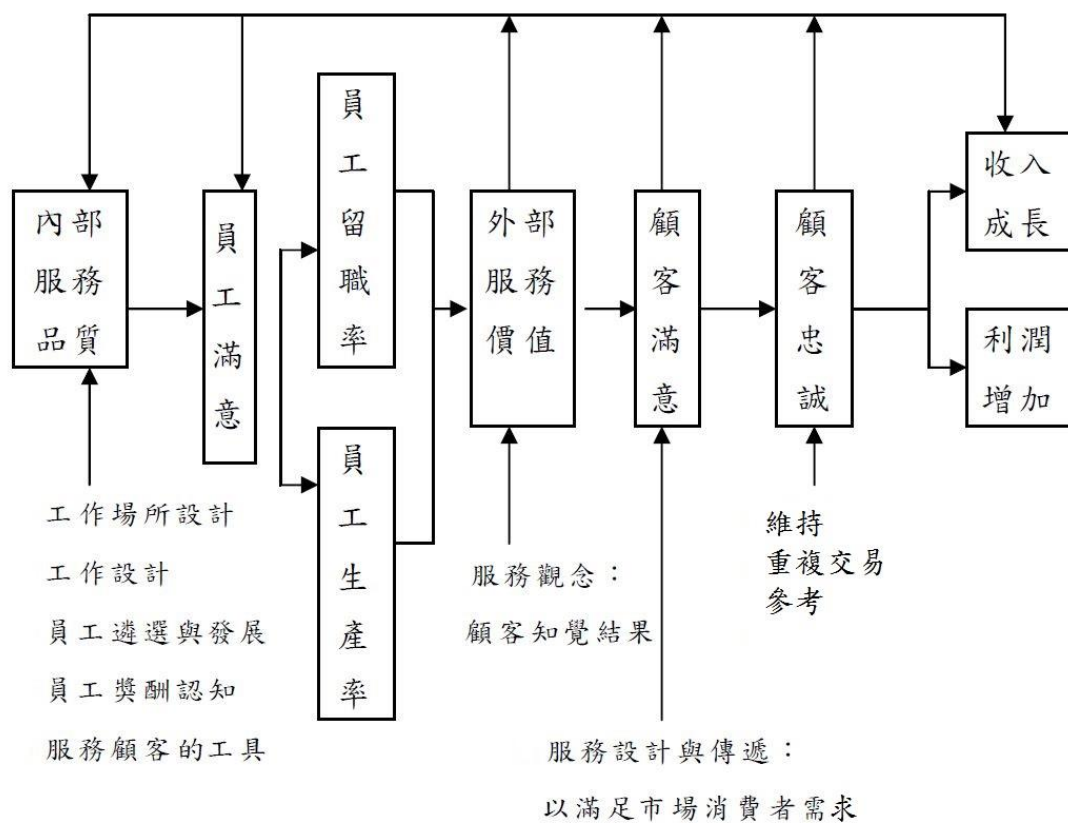 內部
服務
品質
員工滿意
員工留職率
員工生產率
外部
服務
價值
顧客滿意
顧客忠誠
收入
成長
利潤
增加
工作場所設計
工作設計
員工遴選與發展
員工獎酬認知
服務顧客的工具
服務觀念：
顧客知覺結果
服務設計與傳遞：
以滿足市場消費者需求
維持
重複交易
參考